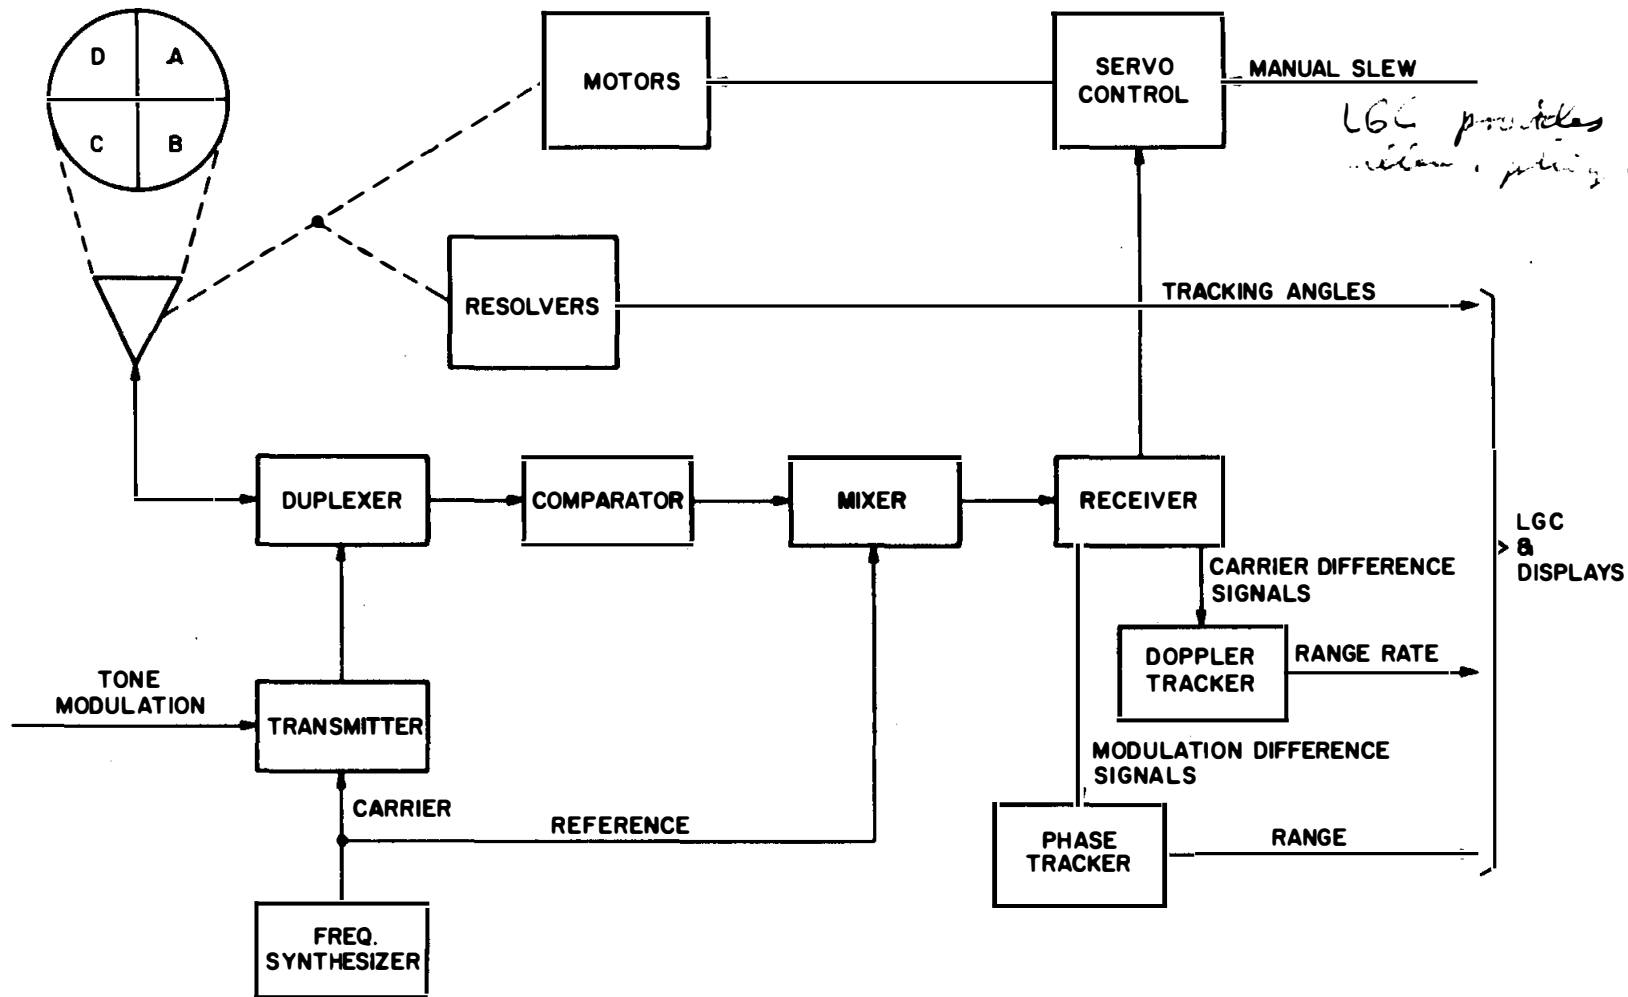 D A
C B
MOTORS
SERVO
CONTROL
MANUAL SLEW
LGC provides
RESOLVERS
TRACKING ANGLES
DUPLEXER
COMPARATOR
MIXER
RECEIVER
LGC
&
DISPLAYS
CARRIER DIFFERENCE
SIGNALS
DOPPLER
TRACKER
RANGE RATE
TONE
MODULATION
TRANSMITTER
MODULATION DIFFERENCE
SIGNALS
CARRIER
REFERENCE
PHASE
TRACKER
RANGE
FREQ.
SYNTHESIZER